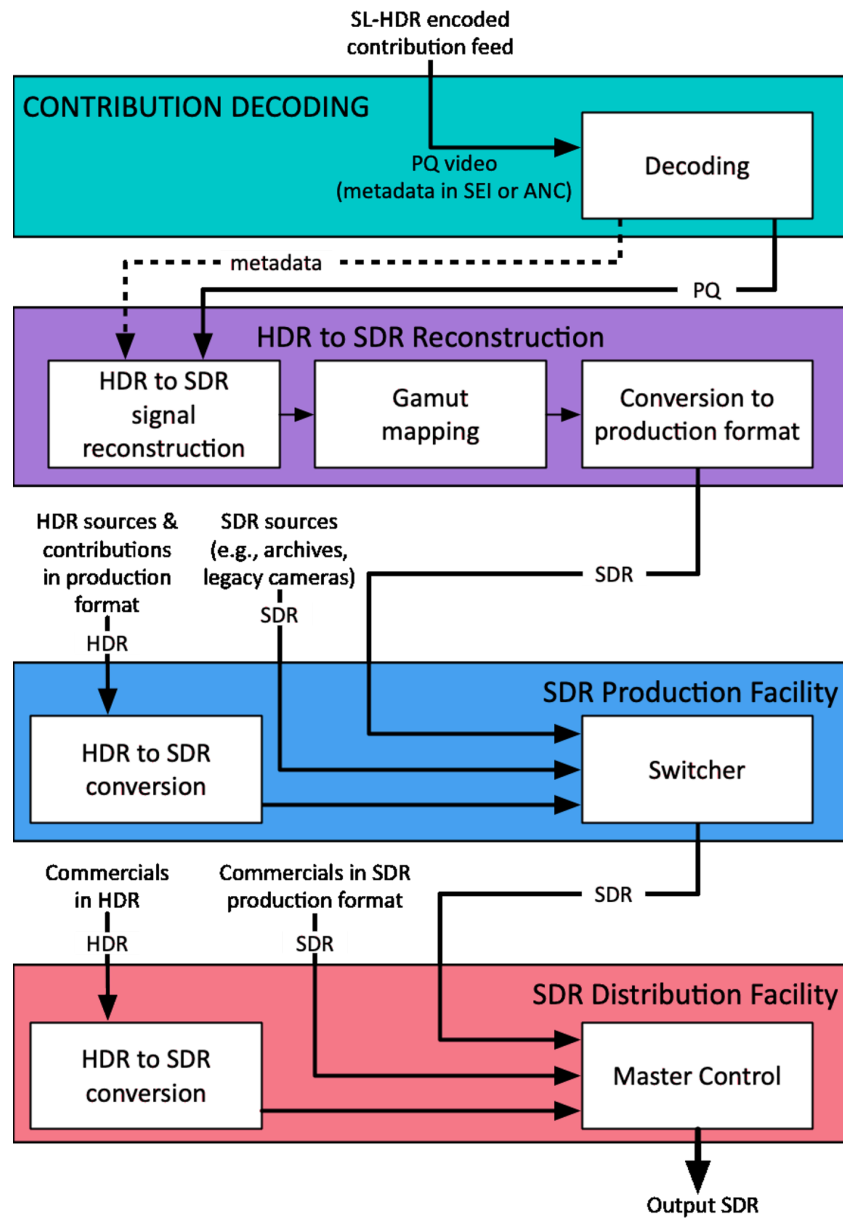 SL-HDR encoded
contribution feed
CONTRIBUTION DECODING
PQ video
(metadata in SEI or ANC)
Decoding
metadata
PQ
HDR to SDR Reconstruction
HDR to SDR
signal
reconstruction
Gamut
mapping
Conversion to
production format
HDR sources &
contributions
in production
format
HDR
SDR sources
(e.g., archives,
legacy cameras)
SDR
SDR
SDR Production Facility
HDR to SDR
conversion
Switcher
Commercials
in HDR
HDR
Commercials in SDR
production format
SDR
SDR
SDR Distribution Facility
HDR to SDR
conversion
Master Control
Output SDR